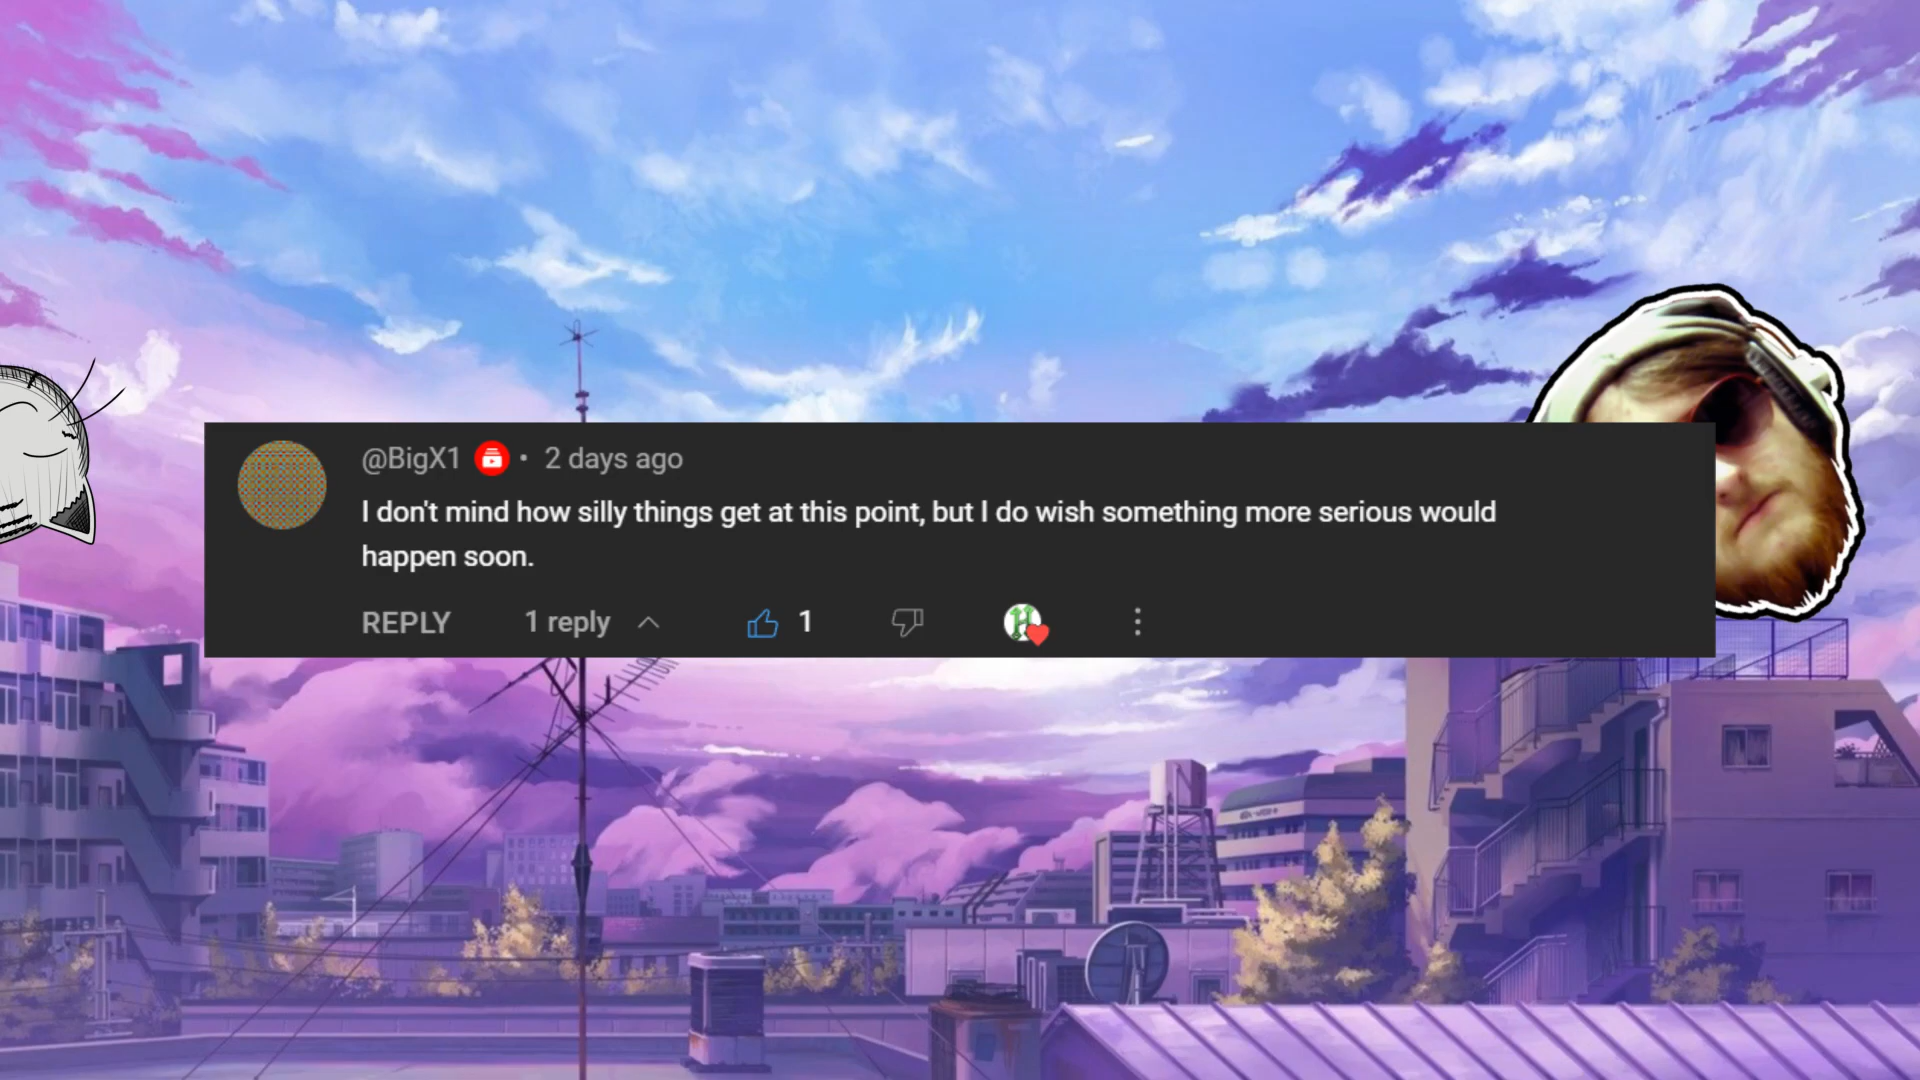 @BigX1 • 2 days ago
I don't mind how silly things get at this point, but I do wish something more serious would
happen soon.
REPLY 1 reply 1